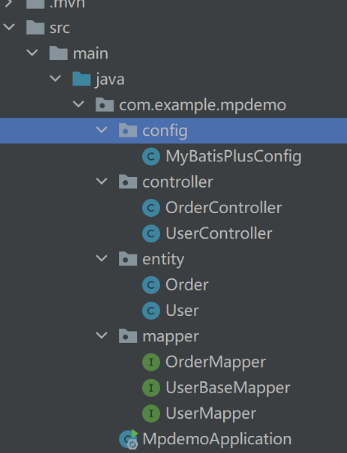 .mvn
src
main
java
com.example.mpdemo
config
MyBatisPlusConfig
controller
OrderController
UserController
entity
Order
User
mapper
OrderMapper
UserBaseMapper
UserMapper
MpdemoApplication